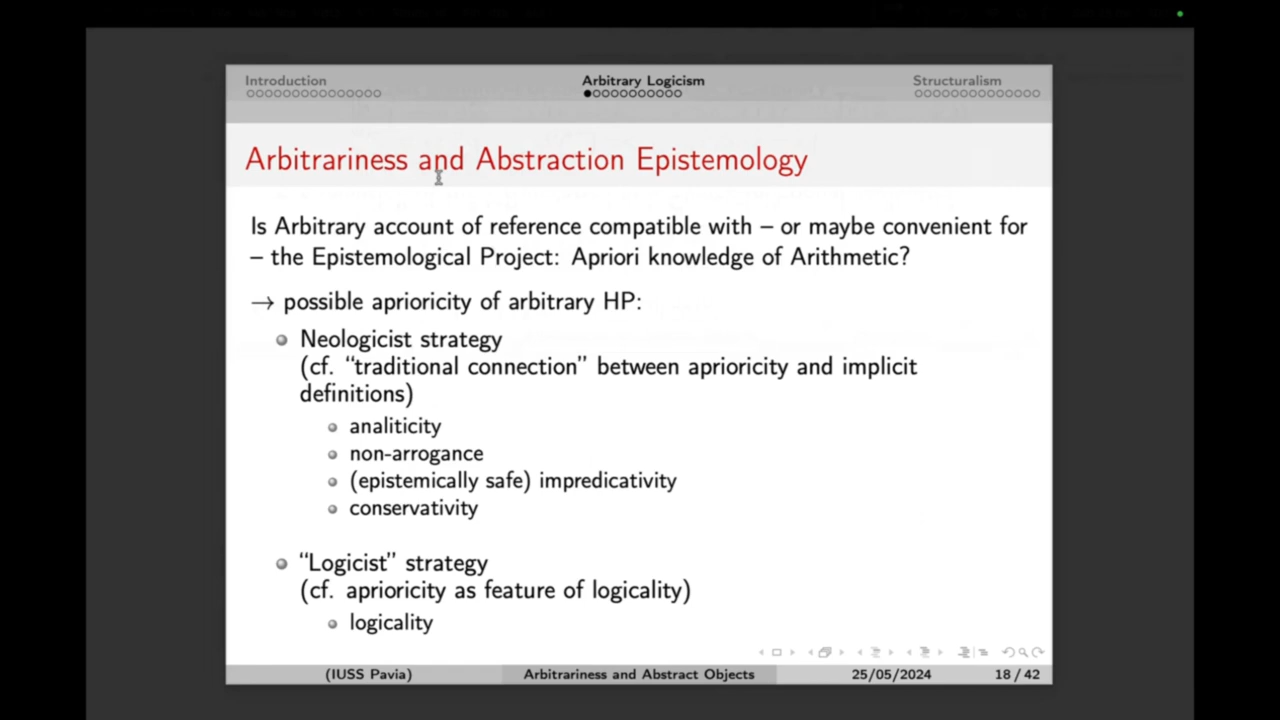 Introduction Arbitrary Logicism Structuralism
Arbitrariness and Abstraction Epistemology
Is Arbitrary account of reference compatible with – or maybe convenient for
– the Epistemological Project: Apriori knowledge of Arithmetic?
→ possible aprioricity of arbitrary HP:
Neologicist strategy
(cf. “traditional connection” between aprioricity and implicit
definitions)
analiticity
non-arrogance
(epistemically safe) impredicativity
conservativity
“Logicist” strategy
(cf. aprioricity as feature of logicality)
logicality
(IUSS Pavia) Arbitrariness and Abstract Objects 25/05/2024 18 / 42